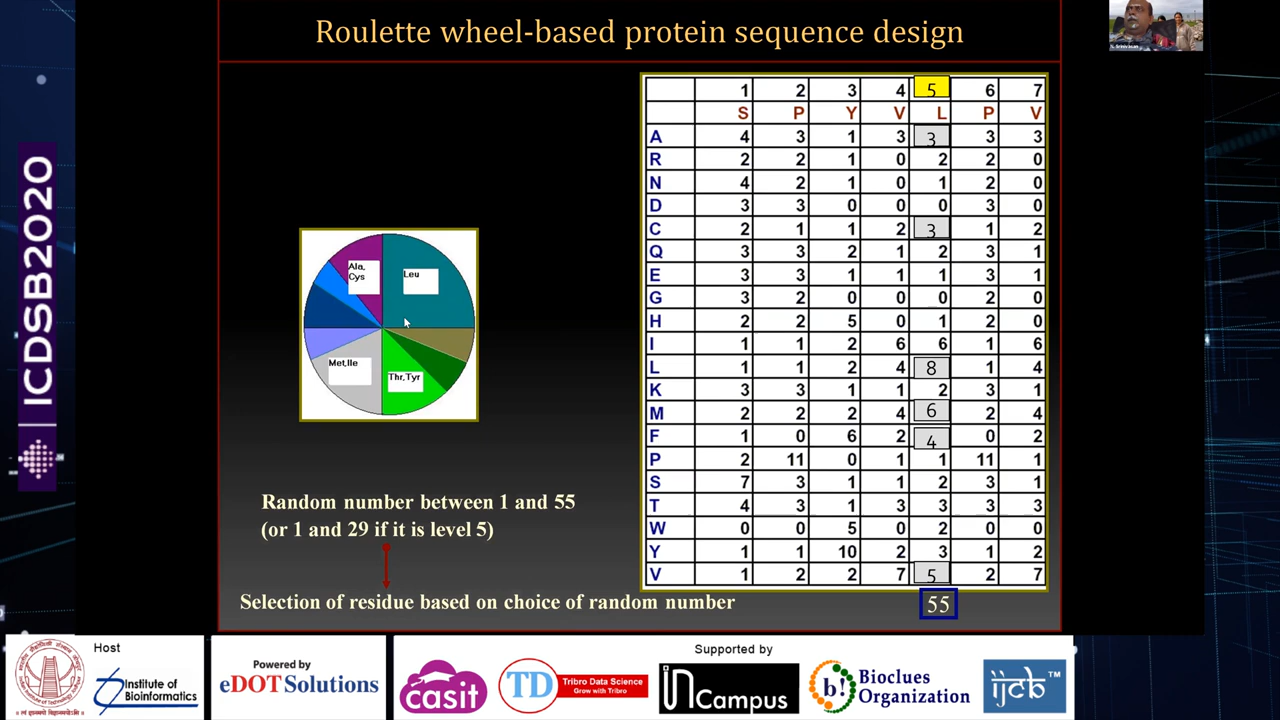 Roulette wheel-based protein sequence design
N. Srinivasan
ICDSB2020
1 2 3 4 5 6 7
S P Y V L P V
A 4 3 1 3 3 3 3
R 2 2 1 0 2 2 0
N 4 2 1 0 1 2 0
D 3 3 0 0 0 3 0
C 2 1 1 2 3 1 2
Q 3 3 2 1 2 3 1
E 3 3 1 1 1 3 1
G 3 2 0 0 0 2 0
H 2 2 5 0 1 2 0
I 1 1 2 6 6 1 6
L 1 1 2 4 8 1 4
K 3 3 1 1 2 3 1
M 2 2 2 4 6 2 4
F 1 0 6 2 4 0 2
P 2 11 0 1 1 11 1
S 7 3 1 1 2 3 1
T 4 3 1 3 3 3 3
W 0 0 5 0 2 0 0
Y 1 1 10 2 3 1 2
V 1 2 2 7 5 2 7
55
Ala,
Cys
Leu
Met,Ile
Thr,Tyr
Random number between 1 and 55
(or 1 and 29 if it is level 5)
Selection of residue based on choice of random number
Host
Institute of
Bioinformatics
Powered by
eDOT Solutions
Supported by
casit
TD
Tribro Data Science
Grow with Tribro
inCampus
b!
Bioclues
Organization
ijcb™